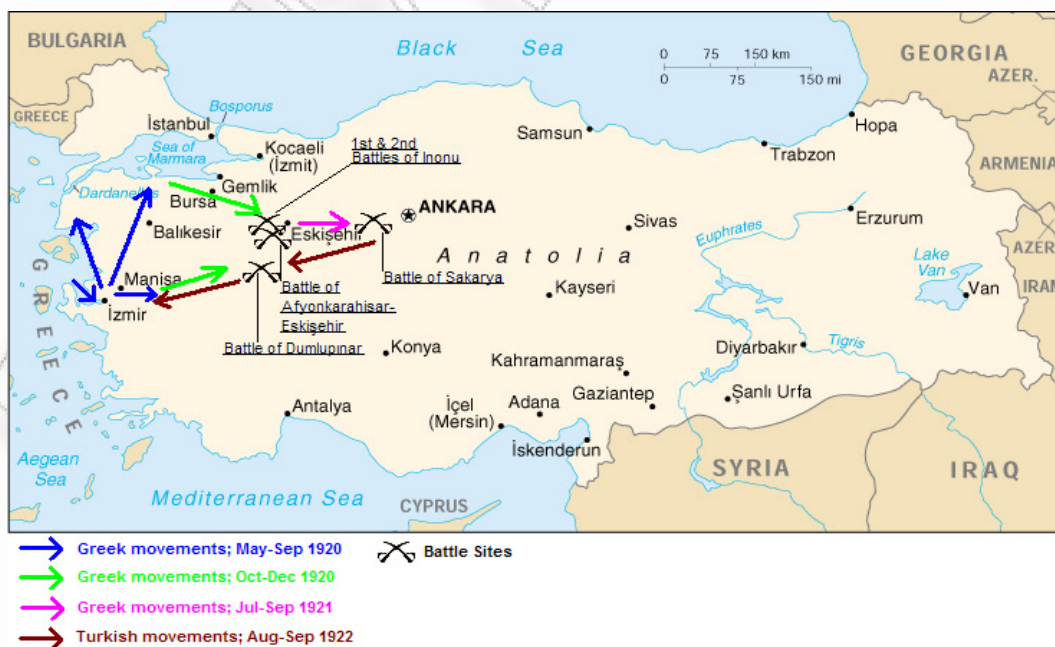 BULGARIA
Black Sea
0 75 150 km
0 75 150 mi
GEORGIA
AZER.
GREECE
Bosporus
İstanbul
Kocaeli
(İzmit)
1st & 2nd
Battles of Inonu
Samsun
Hopa
Trabzon
ARMENIA
Sea of
Marmara
Dardanelles
Gemlik
Bursa
ANKARA
Balıkesir
Eskişehir
Sivas
Erzurum
Euphrates
AZER.
Anatolia
Battle of Sakarya
Lake
Van
IRAN
Van
GREECE
Manisa
İzmir
Battle of
Afyonkarahisar-
Eskişehir
Kayseri
Battle of Dumlupınar
Konya
Diyarbakır
Tigris
Kahramanmaraş
Gaziantep
Şanlı Urfa
Antalya
İçel
(Mersin)
Adana
İskenderun
Aegean
Sea
SYRIA
IRAQ
Mediterranean Sea
CYPRUS
Greek movements; May-Sep 1920
Battle Sites
Greek movements; Oct-Dec 1920
Greek movements; Jul-Sep 1921
Turkish movements; Aug-Sep 1922